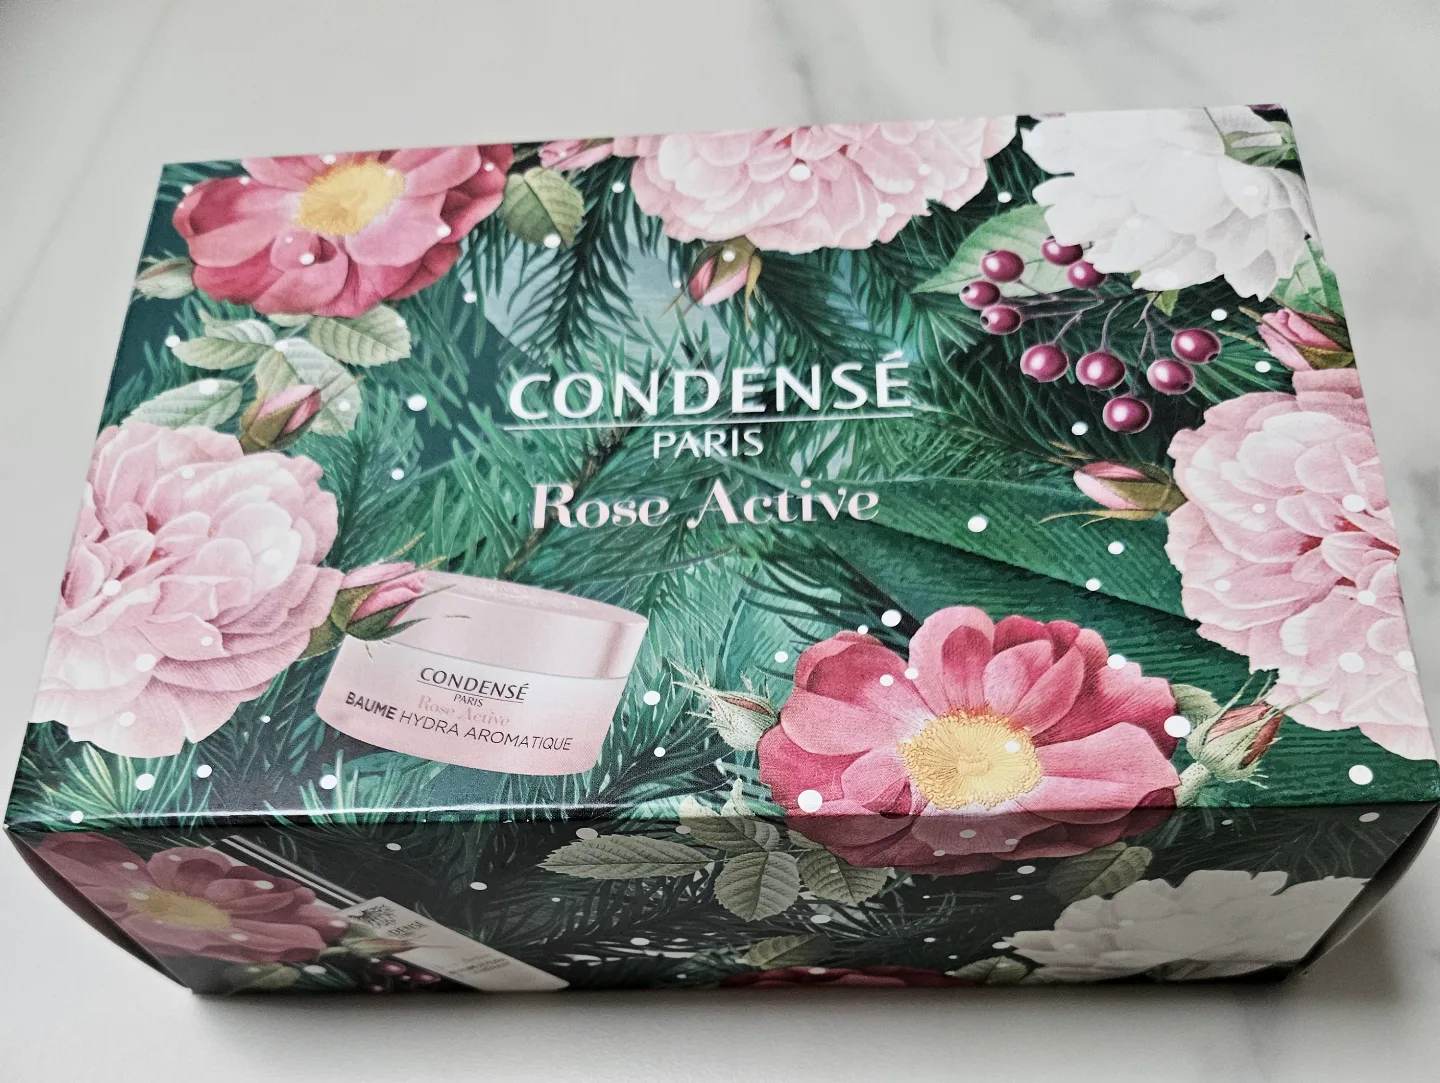 CONDENSÉ
PARIS
Rose Active
CONDENSÉ
PARIS
Rose Active
BAUME HYDRA AROMATIQUE